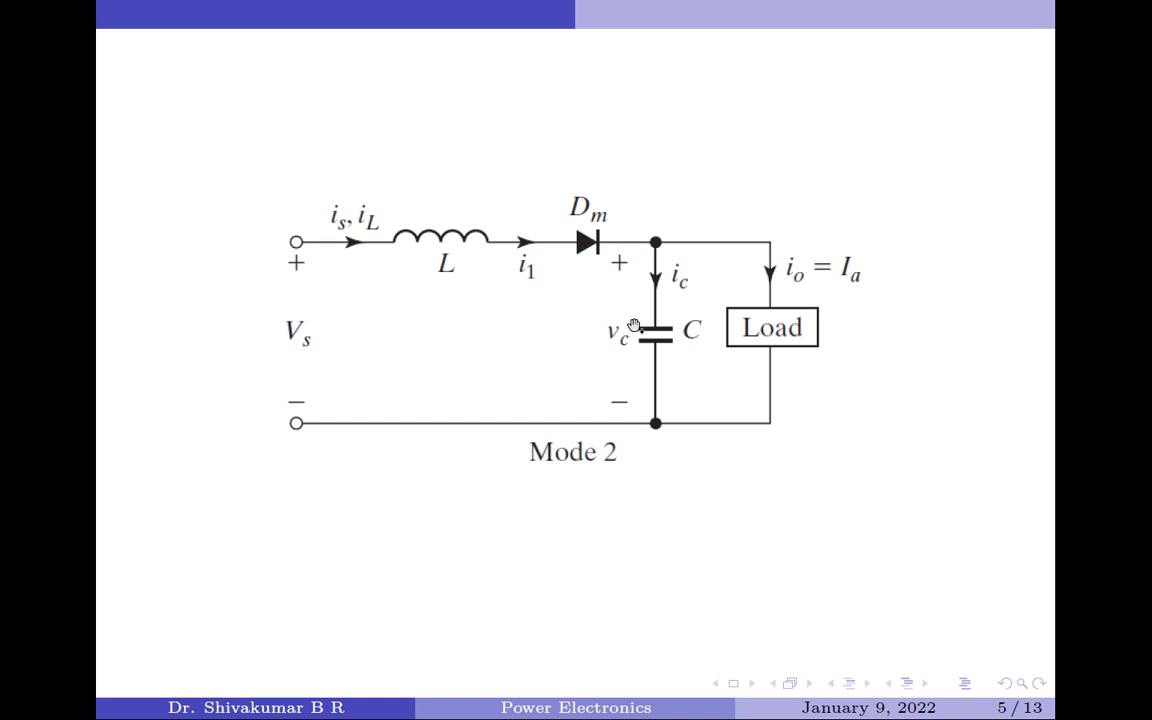 is, iL
Dm
+
L
i1
+
ic
io = Ia
Vs
vc
C
Load
−
−
Mode 2
Dr. Shivakumar B R
Power Electronics
January 9, 2022
5 / 13